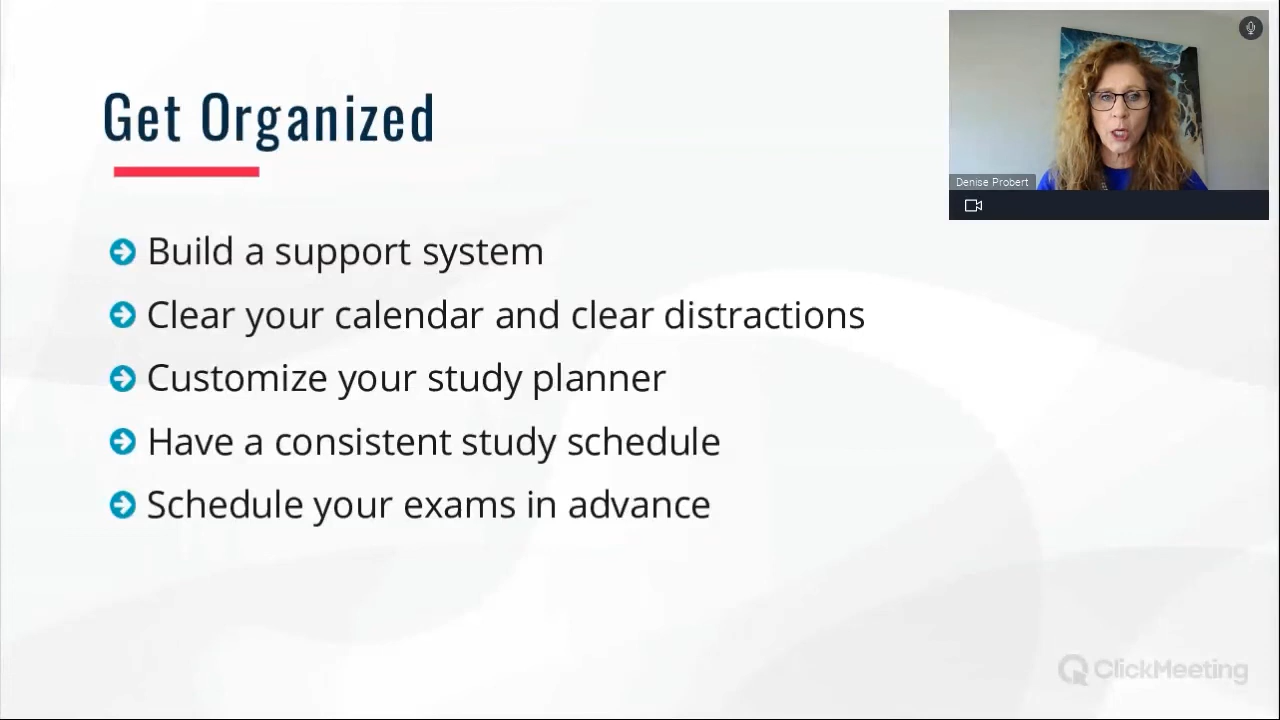 Get Organized
Denise Probert
Build a support system
Clear your calendar and clear distractions
Customize your study planner
Have a consistent study schedule
Schedule your exams in advance
ClickMeeting